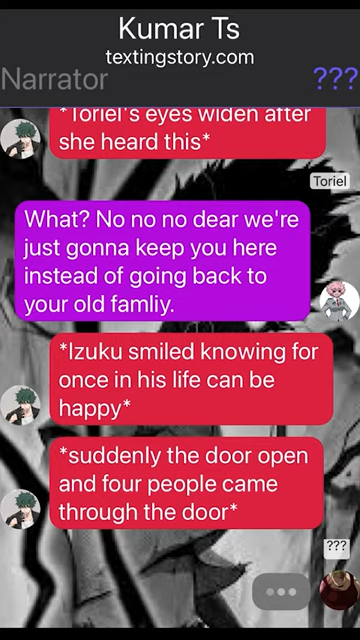 Kumar Ts
textingstory.com
Narrator
???
*Toriel's eyes widen after
she heard this*
Toriel
What? No no no dear we're
just gonna keep you here
instead of going back to
your old famliy.
*Izuku smiled knowing for
once in his life can be
happy*
*suddenly the door open
and four people came
through the door*
???